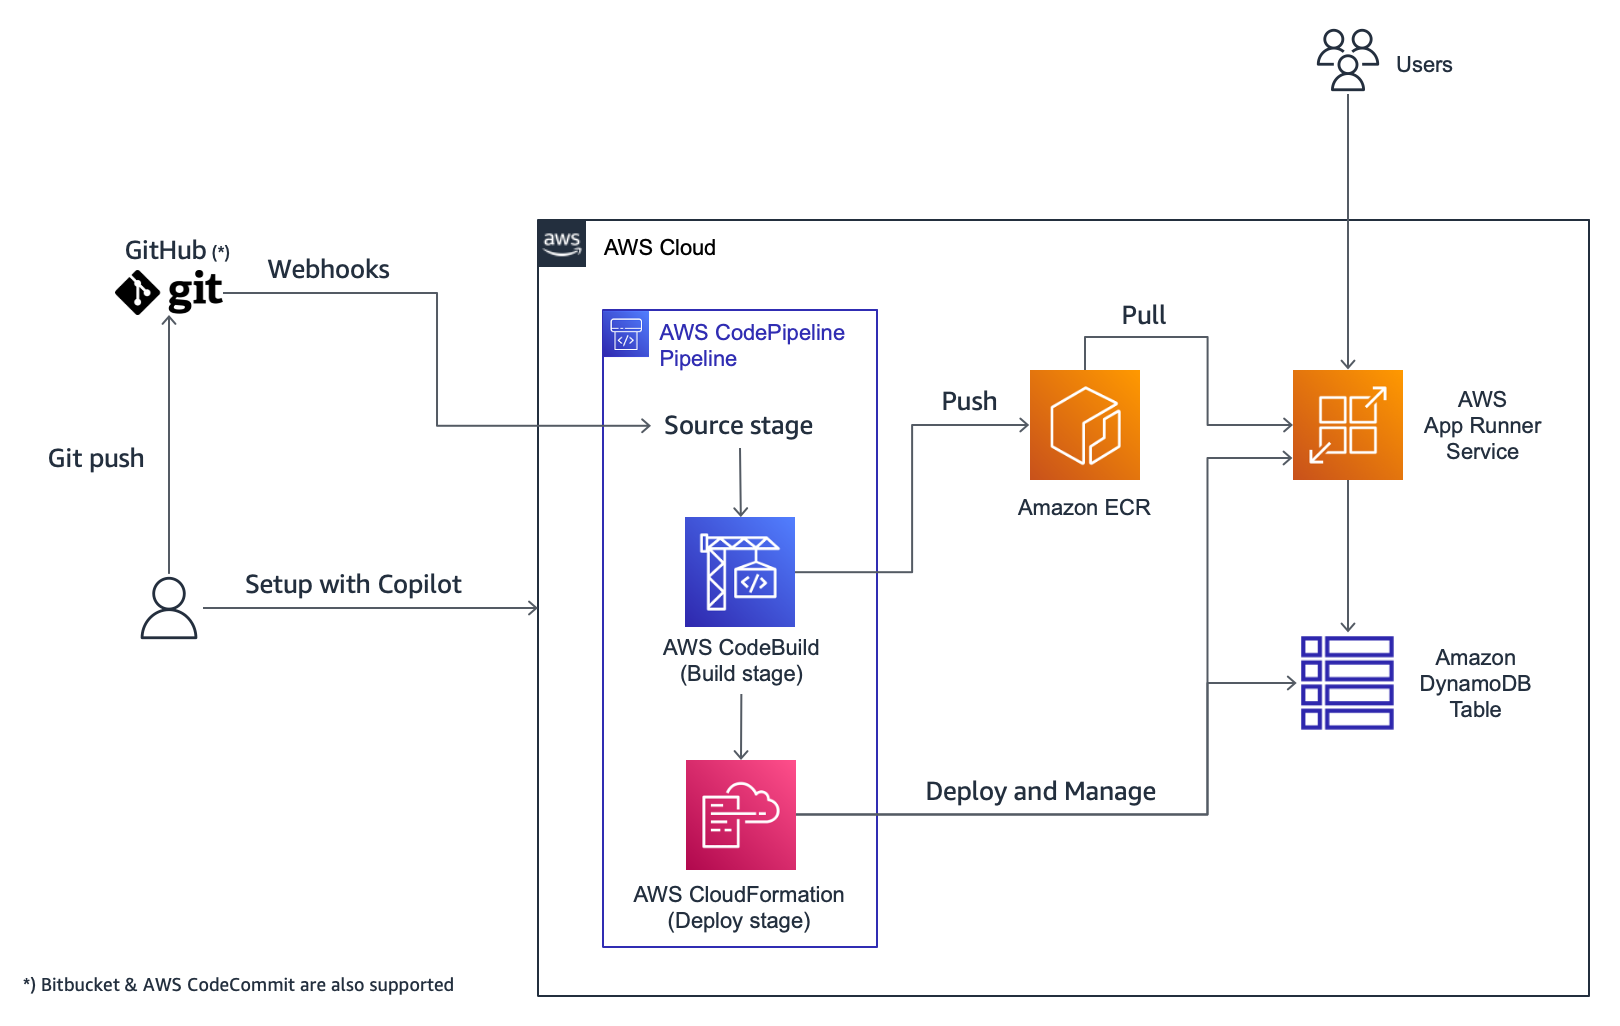 Users
aws
AWS Cloud
GitHub (*)
git
Webhooks
AWS CodePipeline
Pipeline
</>
Pull
Push
AWS
App Runner
Service
Source stage
Git push
Amazon ECR
Setup with Copilot
</>
AWS CodeBuild
(Build stage)
Amazon
DynamoDB
Table
Deploy and Manage
AWS CloudFormation
(Deploy stage)
*) Bitbucket & AWS CodeCommit are also supported